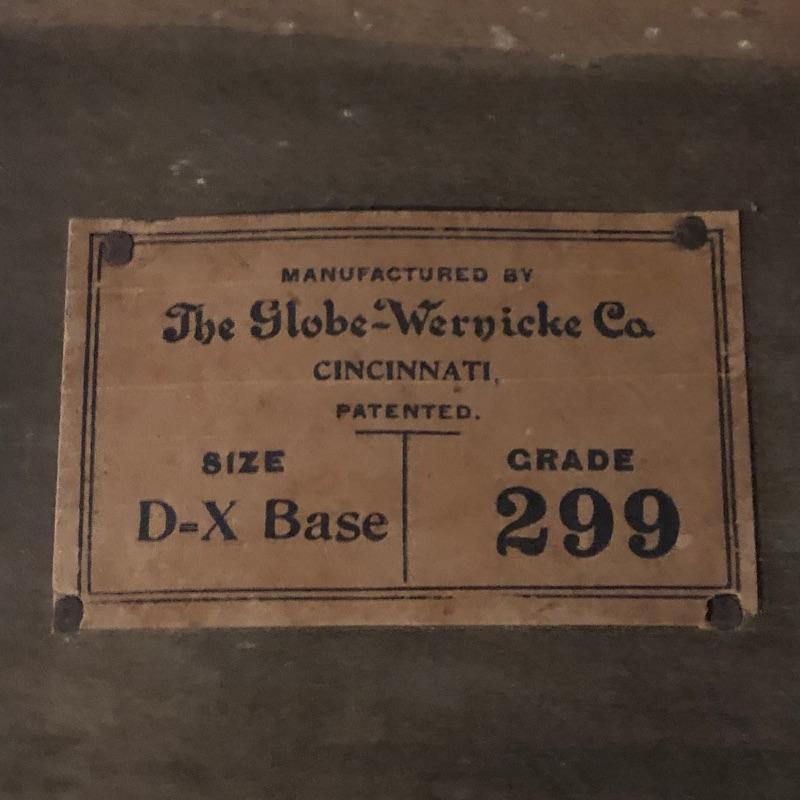 MANUFACTURED BY
The Globe-Wernicke Co.
CINCINNATI,
PATENTED.
SIZE
D-X Base
GRADE
299